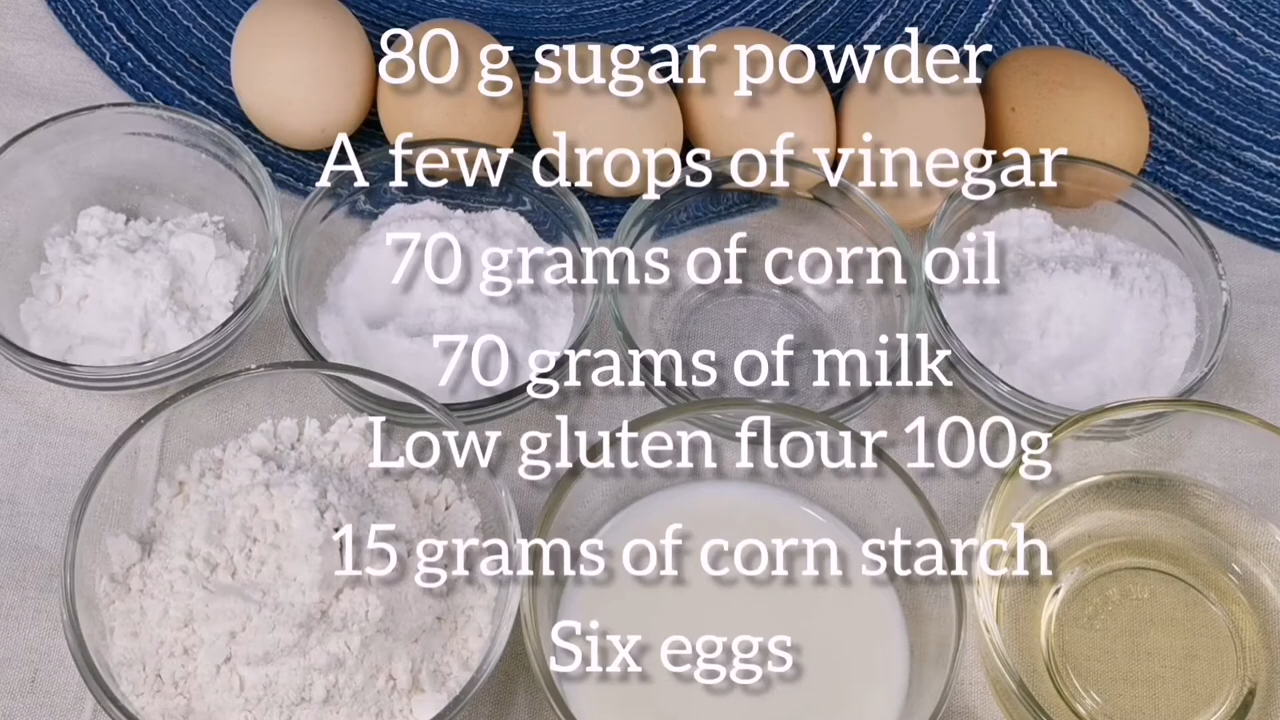 80 g sugar powder
A few drops of vinegar
70 grams of corn oil
70 grams of milk
Low gluten flour 100g
15 grams of corn starch
Six eggs